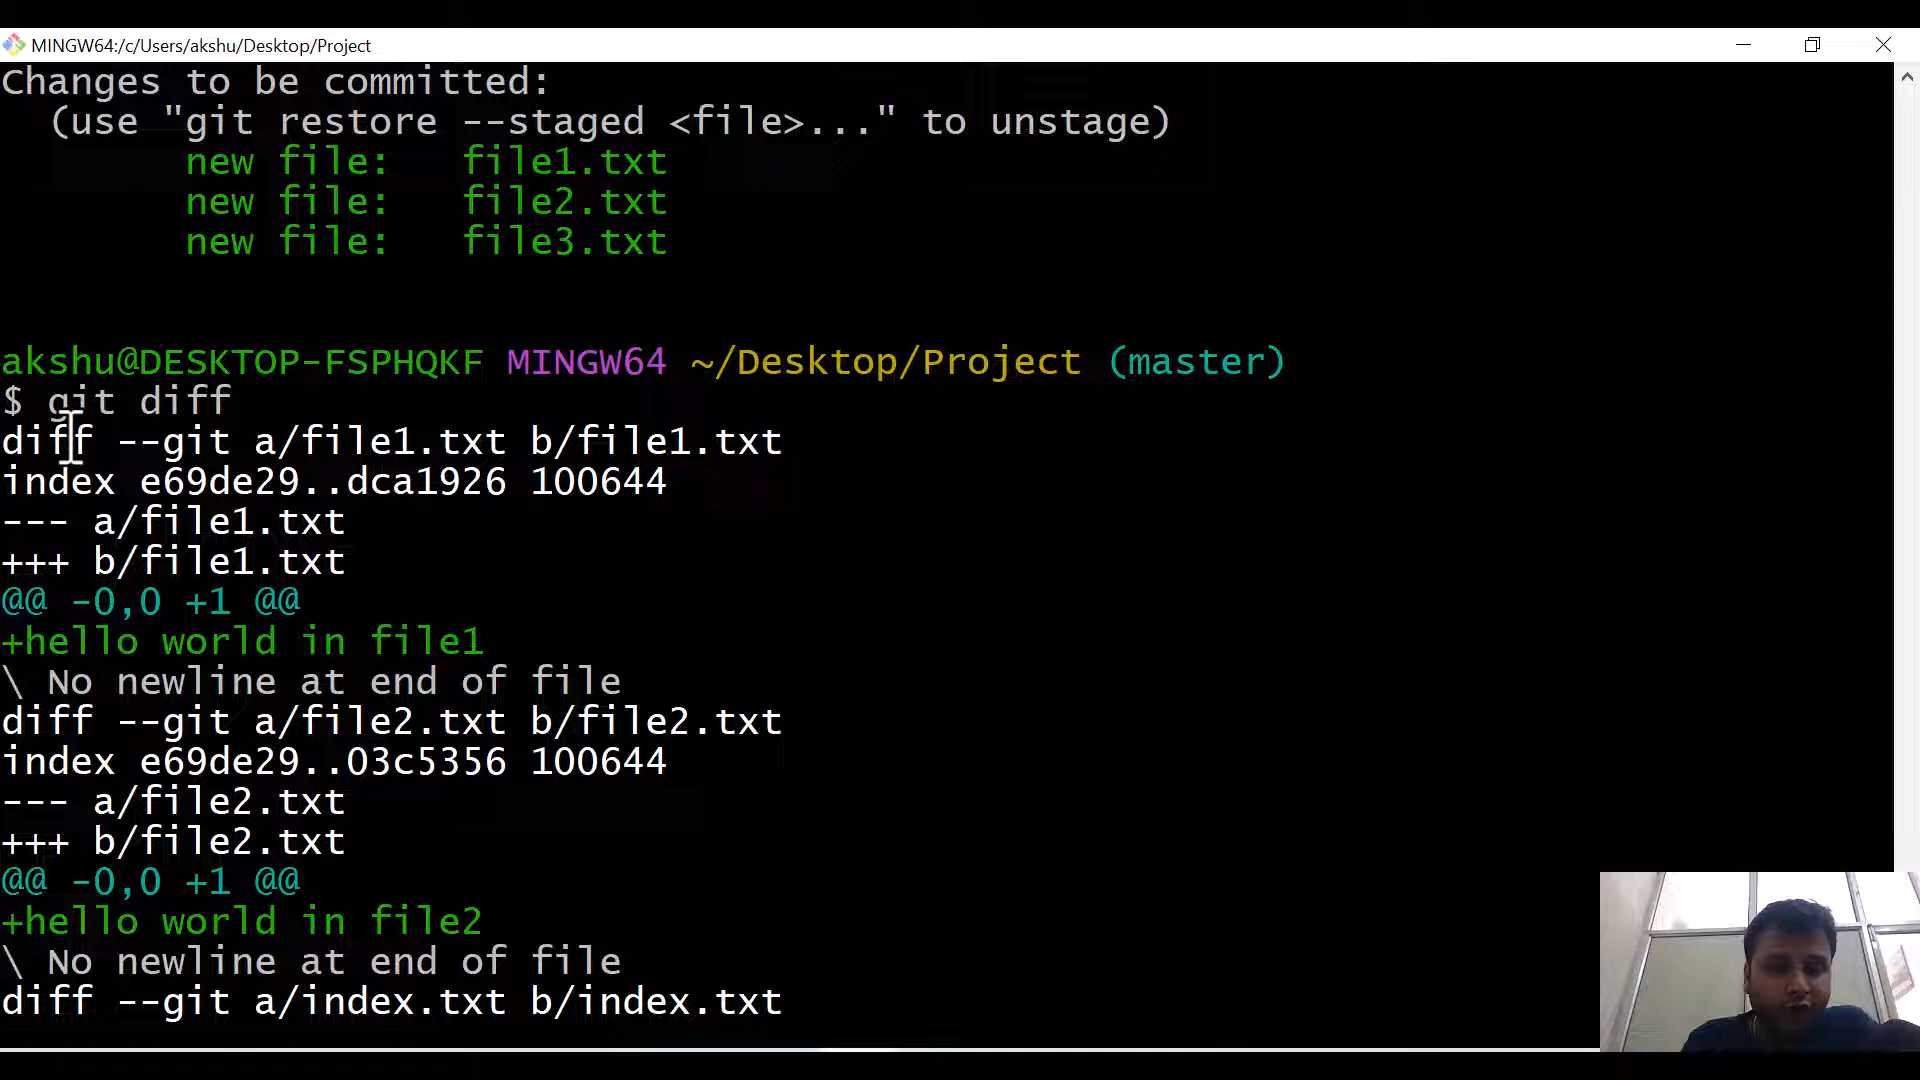 MINGW64:/c/Users/akshu/Desktop/Project
Changes to be committed:
  (use "git restore --staged <file>..." to unstage)
        new file:   file1.txt
        new file:   file2.txt
        new file:   file3.txt
akshu@DESKTOP-FSPHQKF MINGW64 ~/Desktop/Project (master)
$ git diff
diff --git a/file1.txt b/file1.txt
index e69de29..dca1926 100644
--- a/file1.txt
+++ b/file1.txt
@@ -0,0 +1 @@
+hello world in file1
\ No newline at end of file
diff --git a/file2.txt b/file2.txt
index e69de29..03c5356 100644
--- a/file2.txt
+++ b/file2.txt
@@ -0,0 +1 @@
+hello world in file2
\ No newline at end of file
diff --git a/index.txt b/index.txt